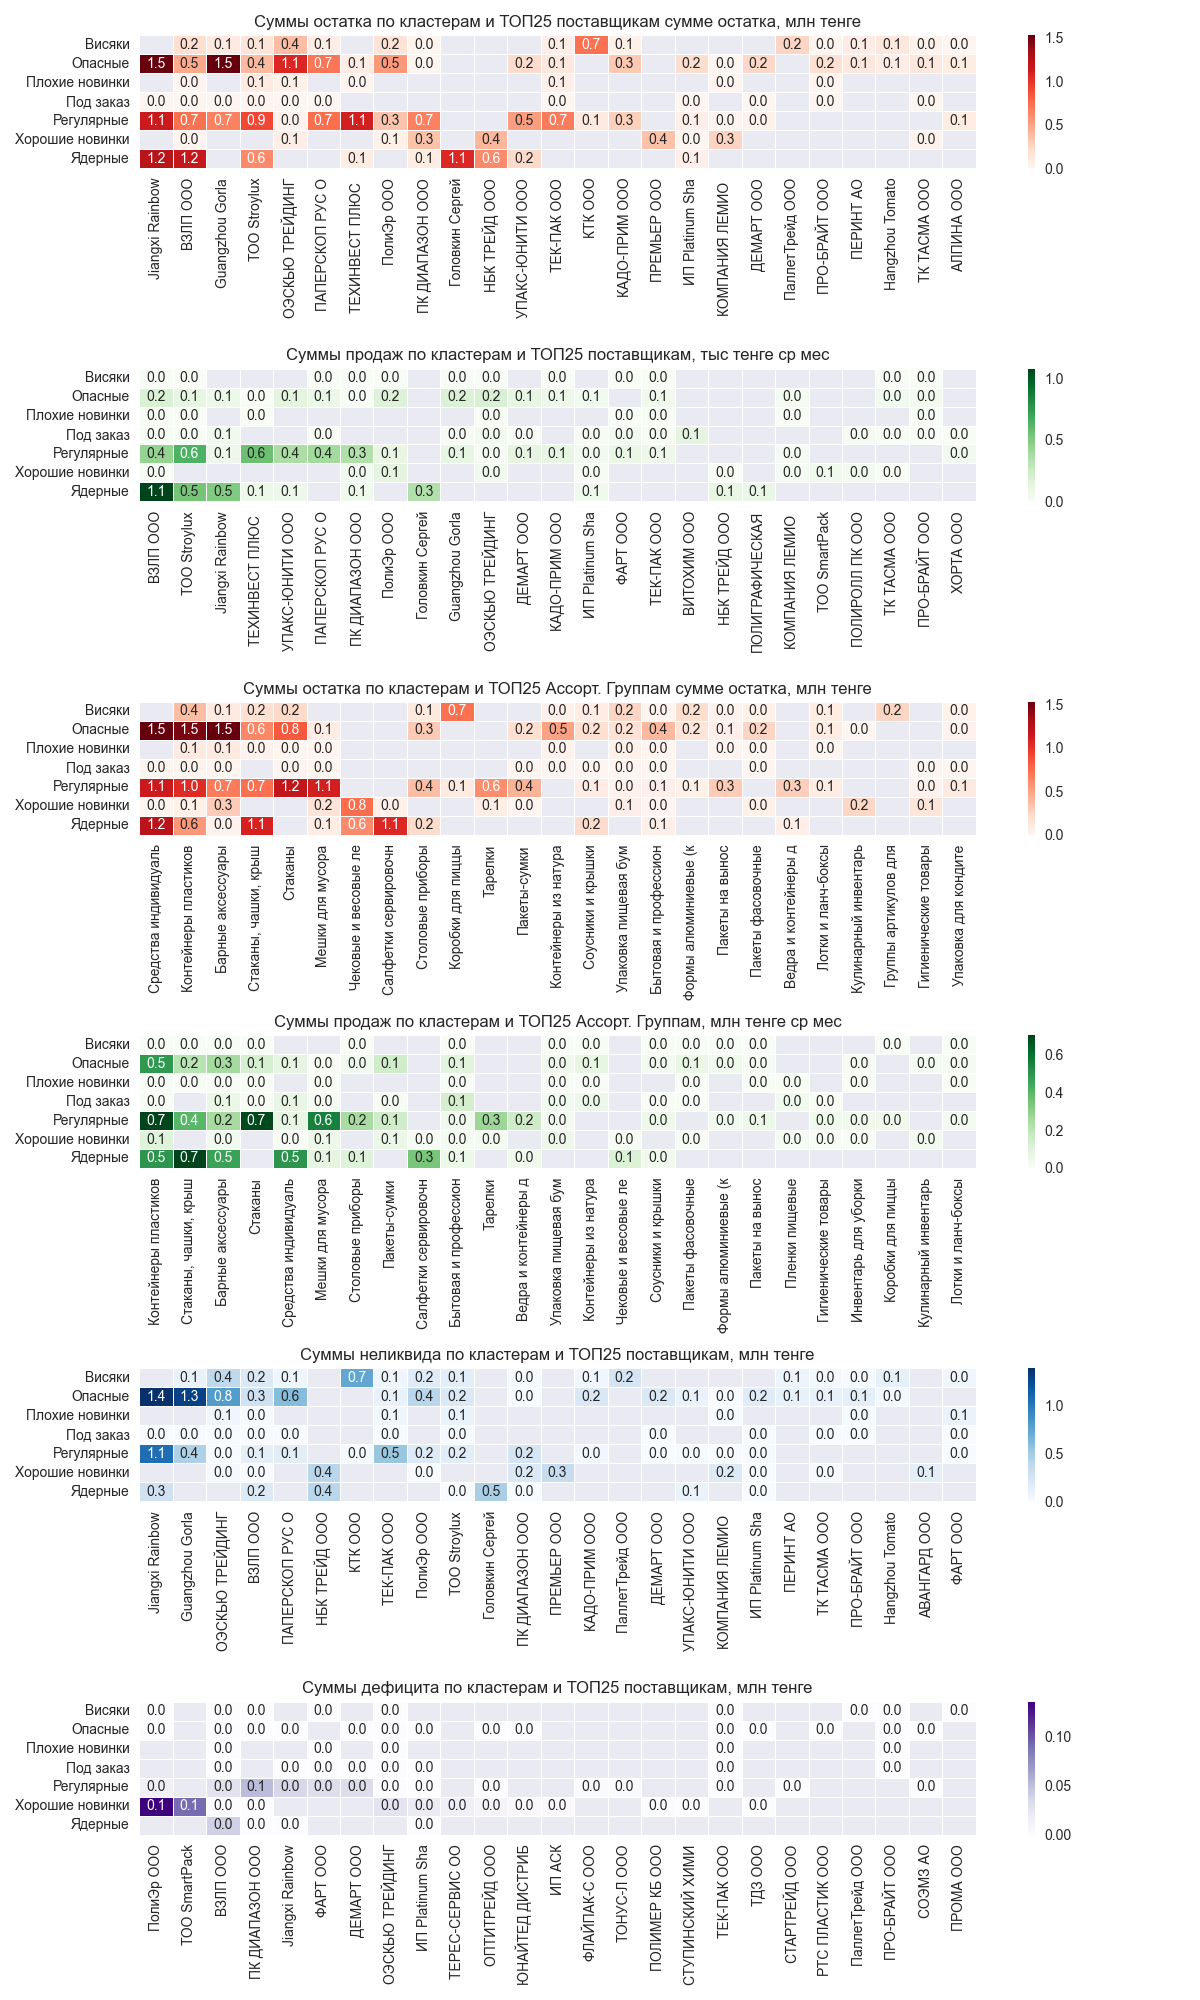 Суммы остатка по кластерам и ТОП25 поставщикам сумме остатка, млн тенге
Висяки 0.2 0.1 0.1 0.4 0.1 0.2 0.0 0.1 0.7 0.1 0.2 0.0 0.1 0.1 0.0 0.0
Опасные 1.5 0.5 1.5 0.4 1.1 0.7 0.1 0.5 0.0 0.2 0.1 0.3 0.2 0.0 0.2 0.2 0.1 0.1 0.1 0.1
Плохие новинки 0.0 0.1 0.1 0.0 0.1 0.0 0.0
Под заказ 0.0 0.0 0.0 0.0 0.0 0.0 0.0 0.0 0.0 0.0 0.0
Регулярные 1.1 0.7 0.7 0.9 0.0 0.7 1.1 0.3 0.7 0.5 0.7 0.1 0.3 0.1 0.0 0.0 0.1
Хорошие новинки 0.0 0.1 0.1 0.3 0.4 0.4 0.0 0.3 0.0
Ядерные 1.2 1.2 0.6 0.1 0.1 1.1 0.6 0.2 0.1
1.5
1.0
0.5
0.0
Jiangxi Rainbow
ВЗЛП ООО
Guangzhou Gorla
ТОО Stroylux
ОЭСКЬЮ ТРЕЙДИНГ
ПАПЕРСКОП РУС О
ТЕХИНВЕСТ ПЛЮС
ПолиЭр ООО
ПК ДИАПАЗОН ООО
Головкин Сергей
НБК ТРЕЙД ООО
УПАКС-ЮНИТИ ООО
ТЕК-ПАК ООО
КТК ООО
КАДО-ПРИМ ООО
ПРЕМЬЕР ООО
ИП Platinum Sha
КОМПАНИЯ ЛЕМИО
ДЕМАРТ ООО
ПаллетТрейд ООО
ПРО-БРАЙТ ООО
ПЕРИНТ АО
Hangzhou Tomato
ТК ТАСМА ООО
АЛПИНА ООО
Суммы продаж по кластерам и ТОП25 поставщикам, тыс тенге ср мес
Висяки 0.0 0.0 0.0 0.0 0.0 0.0 0.0 0.0 0.0 0.0 0.0 0.0
Опасные 0.2 0.1 0.1 0.0 0.1 0.1 0.0 0.2 0.2 0.2 0.1 0.1 0.1 0.1 0.0 0.0 0.0
Плохие новинки 0.0 0.0 0.0 0.0 0.0 0.0 0.0 0.0
Под заказ 0.0 0.0 0.1 0.0 0.0 0.0 0.0 0.0 0.0 0.0 0.1 0.0 0.0 0.0 0.0
Регулярные 0.4 0.6 0.1 0.6 0.4 0.4 0.3 0.1 0.1 0.0 0.1 0.1 0.0 0.1 0.1 0.0 0.0
Хорошие новинки 0.0 0.0 0.1 0.0 0.0 0.0 0.0 0.1 0.0 0.0
Ядерные 1.1 0.5 0.5 0.1 0.1 0.1 0.3 0.1 0.1 0.1
1.0
0.5
0.0
ВЗЛП ООО
ТОО Stroylux
Jiangxi Rainbow
ТЕХИНВЕСТ ПЛЮС
УПАКС-ЮНИТИ ООО
ПАПЕРСКОП РУС О
ПК ДИАПАЗОН ООО
ПолиЭр ООО
Головкин Сергей
Guangzhou Gorla
ОЭСКЬЮ ТРЕЙДИНГ
ДЕМАРТ ООО
КАДО-ПРИМ ООО
ИП Platinum Sha
ФАРТ ООО
ТЕК-ПАК ООО
ВИТОХИМ ООО
НБК ТРЕЙД ООО
ПОЛИГРАФИЧЕСКАЯ
КОМПАНИЯ ЛЕМИО
ТОО SmartPack
ПОЛИРОЛЛ ПК ООО
ТК ТАСМА ООО
ПРО-БРАЙТ ООО
ХОРТА ООО
Суммы остатка по кластерам и ТОП25 Ассорт. Группам сумме остатка, млн тенге
Висяки 0.4 0.1 0.2 0.2 0.1 0.7 0.0 0.1 0.2 0.0 0.2 0.0 0.0 0.1 0.2 0.0
Опасные 1.5 1.5 1.5 0.6 0.8 0.1 0.3 0.2 0.5 0.2 0.2 0.4 0.2 0.1 0.2 0.1 0.0 0.0
Плохие новинки 0.1 0.1 0.0 0.0 0.0 0.0 0.0 0.0 0.0 0.0 0.0
Под заказ 0.0 0.0 0.0 0.0 0.0 0.0 0.0 0.0 0.0 0.0 0.0 0.0 0.0
Регулярные 1.1 1.0 0.7 0.7 1.2 1.1 0.4 0.1 0.6 0.4 0.1 0.0 0.1 0.1 0.3 0.3 0.1 0.0 0.1
Хорошие новинки 0.0 0.1 0.3 0.2 0.8 0.0 0.1 0.0 0.1 0.0 0.0 0.2 0.1
Ядерные 1.2 0.6 0.0 1.1 0.1 0.6 1.1 0.2 0.2 0.1 0.1
1.5
1.0
0.5
0.0
Средства индивидуаль
Контейнеры пластиков
Барные аксессуары
Стаканы, чашки, крыш
Стаканы
Мешки для мусора
Чековые и весовые ле
Салфетки сервировочн
Столовые приборы
Коробки для пиццы
Тарелки
Пакеты-сумки
Контейнеры из натура
Соусники и крышки
Упаковка пищевая бум
Бытовая и профессион
Формы алюминиевые (к
Пакеты на вынос
Пакеты фасовочные
Ведра и контейнеры д
Лотки и ланч-боксы
Кулинарный инвентарь
Группы артикулов для
Гигиенические товары
Упаковка для кондите
Суммы продаж по кластерам и ТОП25 Ассорт. Группам, млн тенге ср мес
Висяки 0.0 0.0 0.0 0.0 0.0 0.0 0.0 0.0 0.0 0.0 0.0 0.0 0.0 0.0
Опасные 0.5 0.2 0.3 0.1 0.1 0.0 0.0 0.1 0.1 0.0 0.1 0.0 0.1 0.0 0.0 0.0 0.0 0.0
Плохие новинки 0.0 0.0 0.0 0.0 0.0 0.0 0.0 0.0 0.0 0.0 0.0 0.0 0.0
Под заказ 0.0 0.1 0.0 0.1 0.0 0.0 0.1 0.0 0.0 0.0 0.0 0.0 0.0
Регулярные 0.7 0.4 0.2 0.7 0.1 0.6 0.2 0.1 0.0 0.3 0.2 0.0 0.0 0.0 0.1 0.0 0.0 0.0 0.0
Хорошие новинки 0.1 0.0 0.0 0.1 0.1 0.0 0.0 0.0 0.0 0.0 0.0 0.0 0.0 0.0 0.0
Ядерные 0.5 0.7 0.5 0.5 0.1 0.1 0.3 0.1 0.0 0.1 0.0
0.6
0.4
0.2
0.0
Контейнеры пластиков
Стаканы, чашки, крыш
Барные аксессуары
Стаканы
Средства индивидуаль
Мешки для мусора
Столовые приборы
Пакеты-сумки
Салфетки сервировочн
Бытовая и профессион
Тарелки
Ведра и контейнеры д
Упаковка пищевая бум
Контейнеры из натура
Чековые и весовые ле
Соусники и крышки
Пакеты фасовочные
Формы алюминиевые (к
Пакеты на вынос
Пленки пищевые
Гигиенические товары
Инвентарь для уборки
Коробки для пиццы
Кулинарный инвентарь
Лотки и ланч-боксы
Суммы неликвида по кластерам и ТОП25 поставщикам, млн тенге
Висяки 0.1 0.4 0.2 0.1 0.7 0.1 0.2 0.1 0.0 0.1 0.2 0.1 0.0 0.0 0.1 0.0
Опасные 1.4 1.3 0.8 0.3 0.6 0.1 0.4 0.2 0.0 0.2 0.2 0.1 0.0 0.2 0.1 0.1 0.1 0.0
Плохие новинки 0.1 0.0 0.1 0.1 0.0 0.0 0.1
Под заказ 0.0 0.0 0.0 0.0 0.0 0.0 0.0 0.0 0.0 0.0 0.0 0.0
Регулярные 1.1 0.4 0.0 0.1 0.1 0.0 0.5 0.2 0.2 0.2 0.0 0.0 0.0 0.0 0.0 0.0
Хорошие новинки 0.0 0.0 0.4 0.0 0.2 0.3 0.2 0.0 0.0 0.1
Ядерные 0.3 0.2 0.4 0.0 0.5 0.0 0.1 0.0
1.0
0.5
0.0
Jiangxi Rainbow
Guangzhou Gorla
ОЭСКЬЮ ТРЕЙДИНГ
ВЗЛП ООО
ПАПЕРСКОП РУС О
НБК ТРЕЙД ООО
КТК ООО
ТЕК-ПАК ООО
ПолиЭр ООО
ТОО Stroylux
Головкин Сергей
ПК ДИАПАЗОН ООО
ПРЕМЬЕР ООО
КАДО-ПРИМ ООО
ПаллетТрейд ООО
ДЕМАРТ ООО
УПАКС-ЮНИТИ ООО
КОМПАНИЯ ЛЕМИО
ИП Platinum Sha
ПЕРИНТ АО
ТК ТАСМА ООО
ПРО-БРАЙТ ООО
Hangzhou Tomato
АВАНГАРД ООО
ФАРТ ООО
Суммы дефицита по кластерам и ТОП25 поставщикам, млн тенге
Висяки 0.0 0.0 0.0 0.0 0.0 0.0 0.0 0.0 0.0
Опасные 0.0 0.0 0.0 0.0 0.0 0.0 0.0 0.0 0.0 0.0 0.0 0.0 0.0 0.0
Плохие новинки 0.0 0.0 0.0 0.0 0.0
Под заказ 0.0 0.0 0.0 0.0 0.0 0.0 0.0 0.0
Регулярные 0.0 0.0 0.1 0.0 0.0 0.0 0.0 0.0 0.0 0.0 0.0 0.0 0.0 0.0
Хорошие новинки 0.1 0.1 0.0 0.0 0.0 0.0 0.0 0.0 0.0 0.0 0.0 0.0 0.0
Ядерные 0.0 0.0 0.0 0.0
0.10
0.05
0.00
ПолиЭр ООО
ТОО SmartPack
ВЗЛП ООО
ПК ДИАПАЗОН ООО
Jiangxi Rainbow
ФАРТ ООО
ДЕМАРТ ООО
ОЭСКЬЮ ТРЕЙДИНГ
ИП Platinum Sha
ТЕРЕС-СЕРВИС ОО
ОПТИТРЕЙД ООО
ЮНАЙТЕД ДИСТРИБ
ИП АСК
ФЛАЙПАК-С ООО
ТОНУС-Л ООО
ПОЛИМЕР КБ ООО
СТУПИНСКИЙ ХИМИ
ТЕК-ПАК ООО
ТДЗ ООО
СТАРТРЕЙД ООО
РТС ПЛАСТИК ООО
ПаллетТрейд ООО
ПРО-БРАЙТ ООО
СОЭМЗ АО
ПРОМА ООО